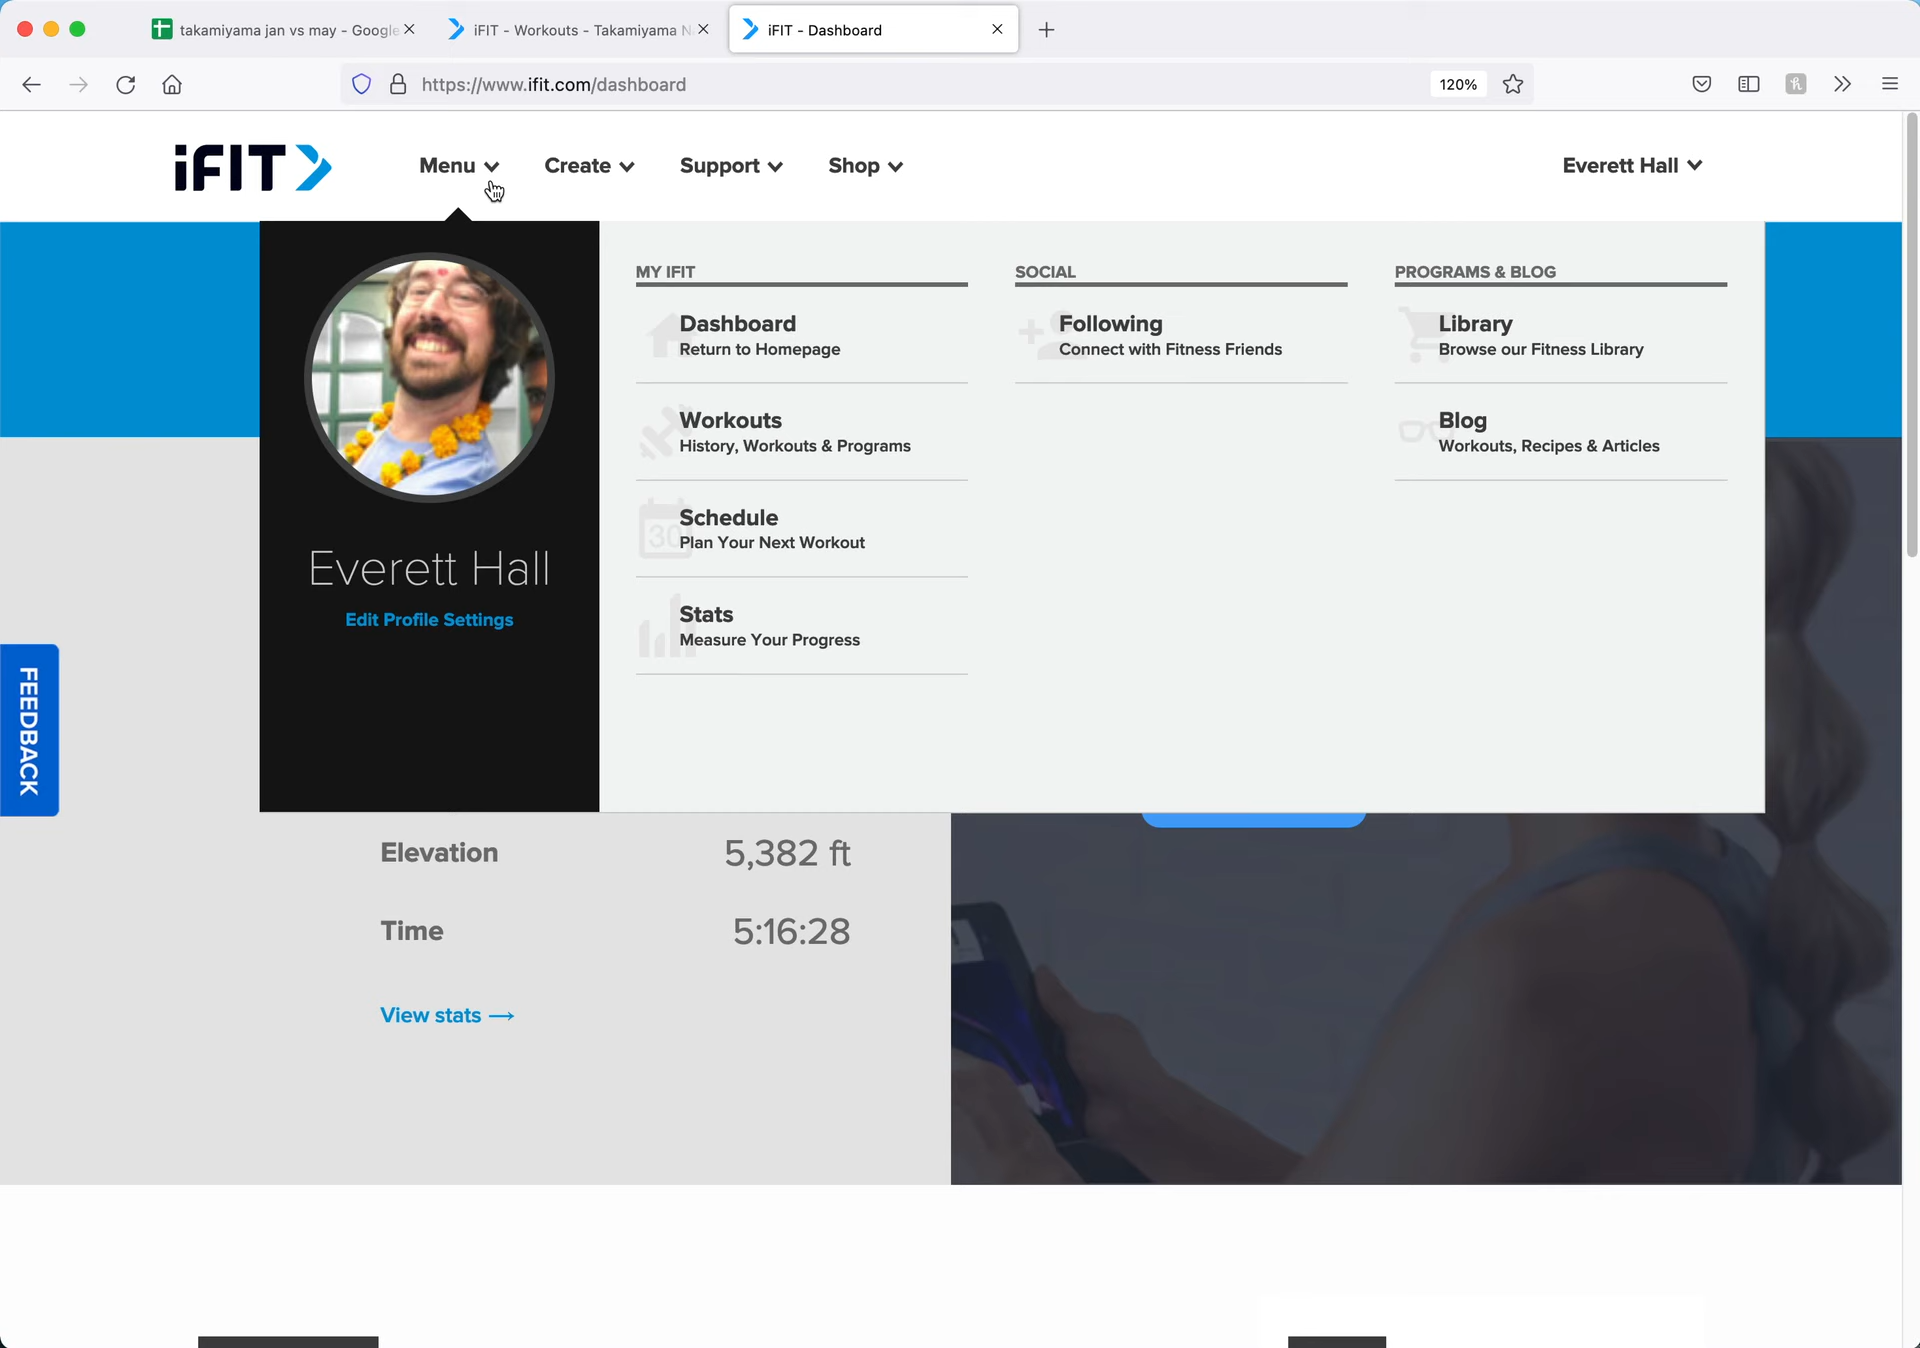 takamiyama jan vs may - Google
iFIT - Workouts - Takamiyama N
iFIT - Dashboard
https://www.ifit.com/dashboard
120%
iFIT
Menu
Create
Support
Shop
Everett Hall
Everett Hall
Edit Profile Settings
MY IFIT
Dashboard
Return to Homepage
Workouts
History, Workouts & Programs
30
Schedule
Plan Your Next Workout
Stats
Measure Your Progress
SOCIAL
Following
Connect with Fitness Friends
PROGRAMS & BLOG
Library
Browse our Fitness Library
Blog
Workouts, Recipes & Articles
FEEDBACK
Elevation 5,382 ft
Time 5:16:28
View stats →